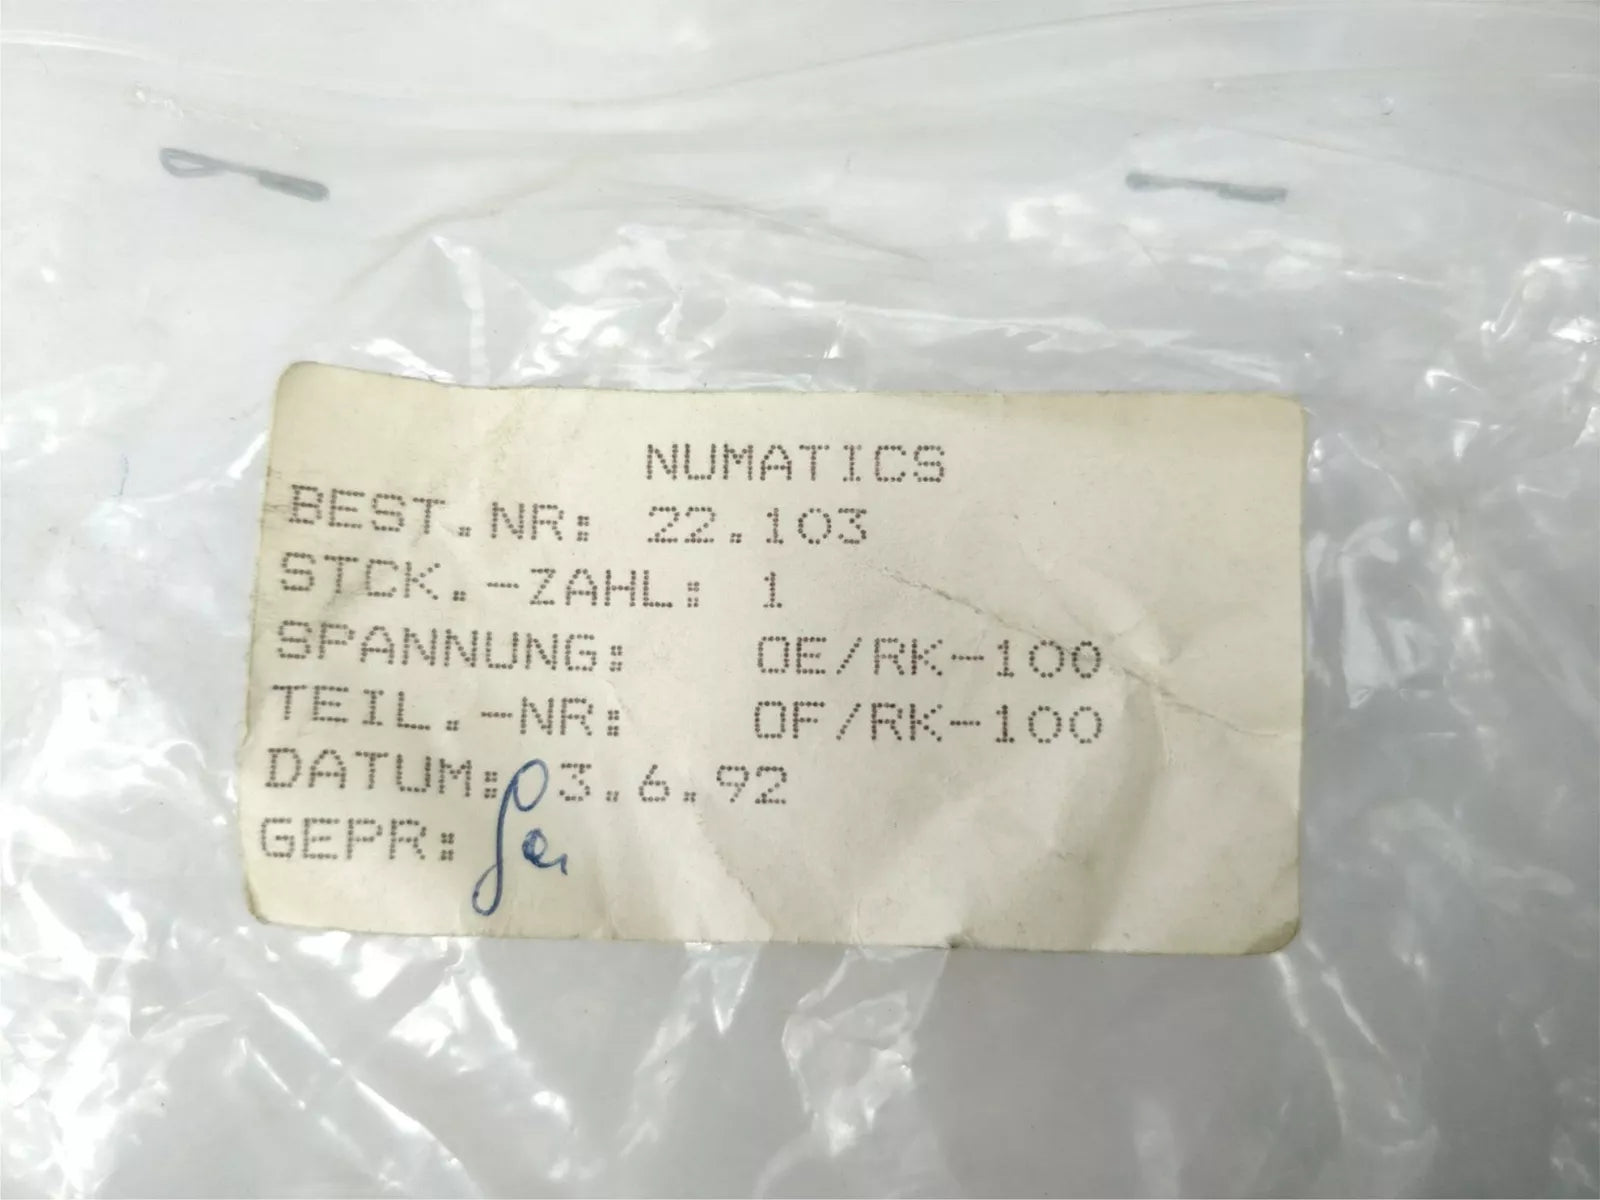 NUMATICS
BEST.NR: 22.103
STCK.-ZAHL: 1
SPANNUNG: OE/RK-100
TEIL.-NR: OF/RK-100
DATUM: 3.6.92
GEPR: